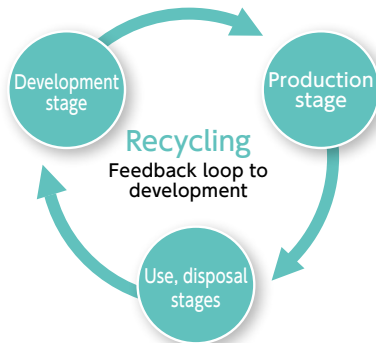 Development
stage
Production
stage
Recycling
Feedback loop to
development
Use, disposal
stages